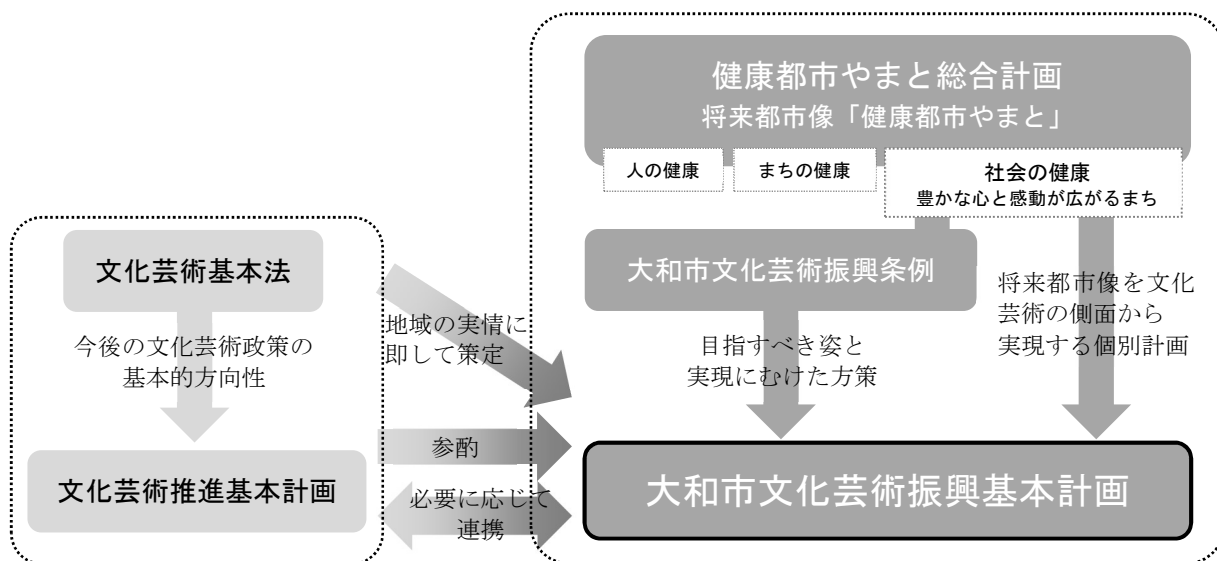 健康都市やまと総合計画
将来都市像「健康都市やまと」
人の健康
まちの健康
社会の健康
豊かな心と感動が広がるまち
文化芸術基本法
今後の文化芸術政策の
基本的方向性
文化芸術推進基本計画
地域の実情に
即して策定
参酌
必要に応じて
連携
大和市文化芸術振興条例
目指すべき姿と
実現にむけた方策
将来都市像を文化
芸術の側面から
実現する個別計画
大和市文化芸術振興基本計画